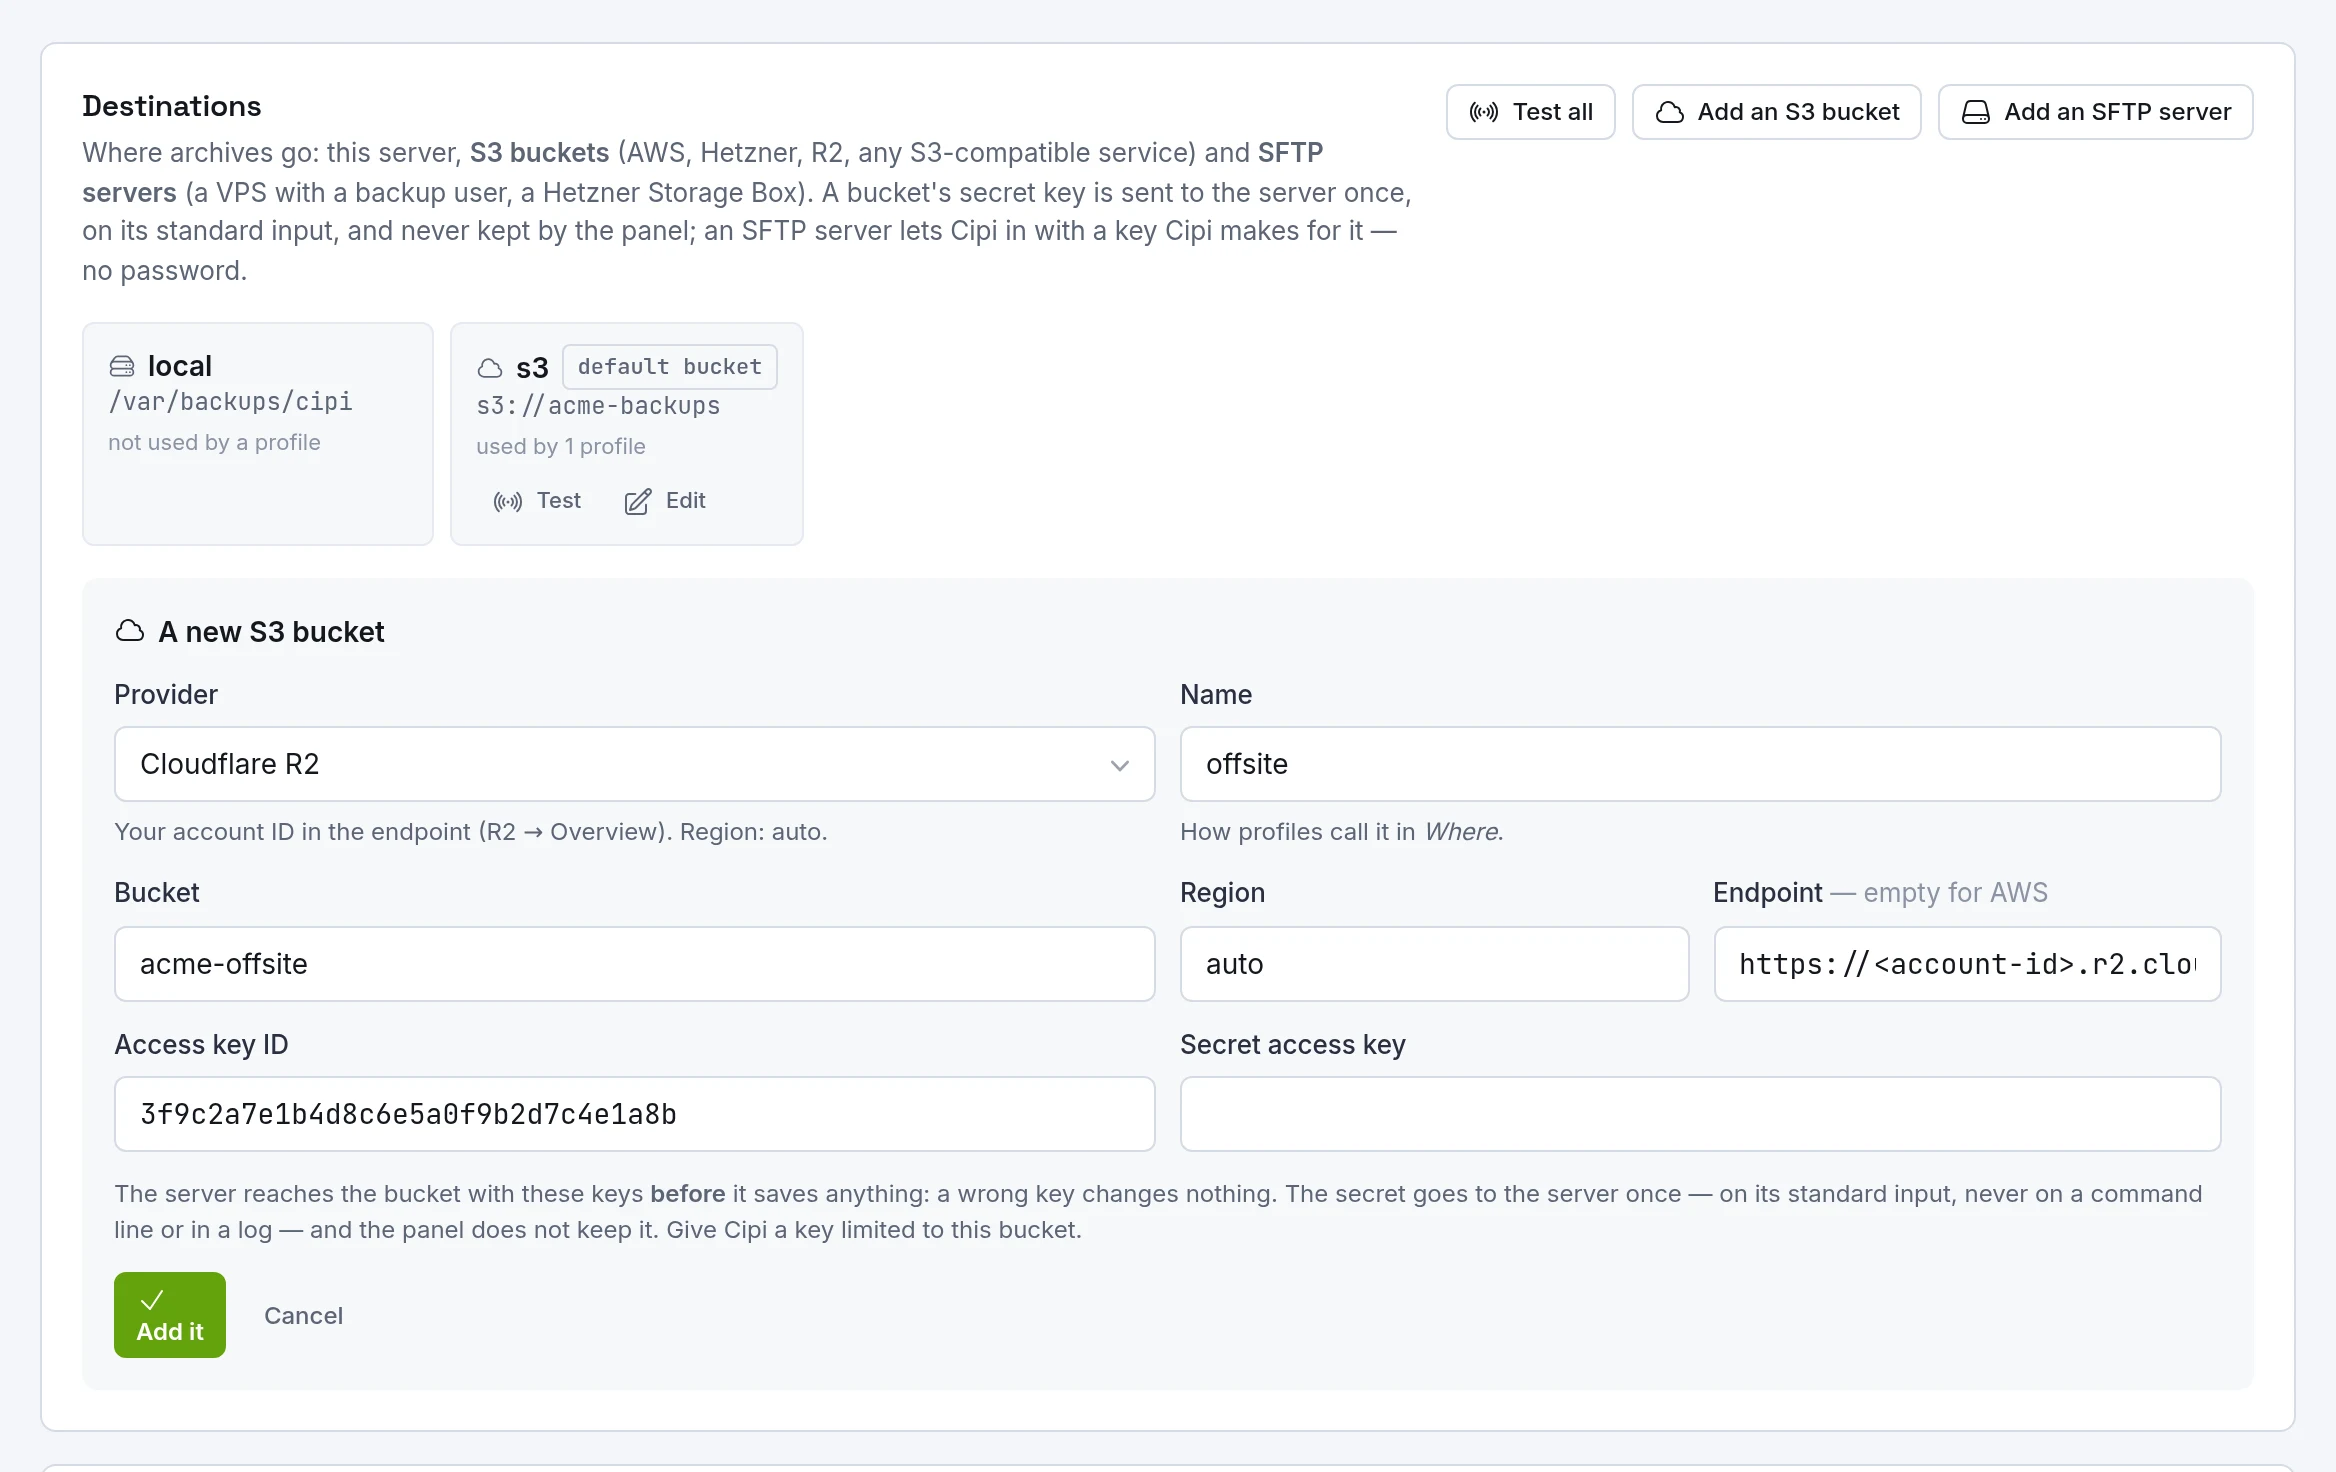 Destinations
Test all
Add an S3 bucket
Add an SFTP server
Where archives go: this server, S3 buckets (AWS, Hetzner, R2, any S3-compatible service) and SFTP
servers (a VPS with a backup user, a Hetzner Storage Box). A bucket's secret key is sent to the server once,
on its standard input, and never kept by the panel; an SFTP server lets Cipi in with a key Cipi makes for it —
no password.
local
/var/backups/cipi
not used by a profile
s3 default bucket
s3://acme-backups
used by 1 profile
Test Edit
A new S3 bucket
Provider
Name
Cloudflare R2
offsite
Your account ID in the endpoint (R2 → Overview). Region: auto.
How profiles call it in Where.
Bucket
Region
Endpoint — empty for AWS
acme-offsite
auto
https://<account-id>.r2.clou
Access key ID
Secret access key
3f9c2a7e1b4d8c6e5a0f9b2d7c4e1a8b
The server reaches the bucket with these keys before it saves anything: a wrong key changes nothing. The secret goes to the server once — on its standard input, never on a command
line or in a log — and the panel does not keep it. Give Cipi a key limited to this bucket.
Add it
Cancel